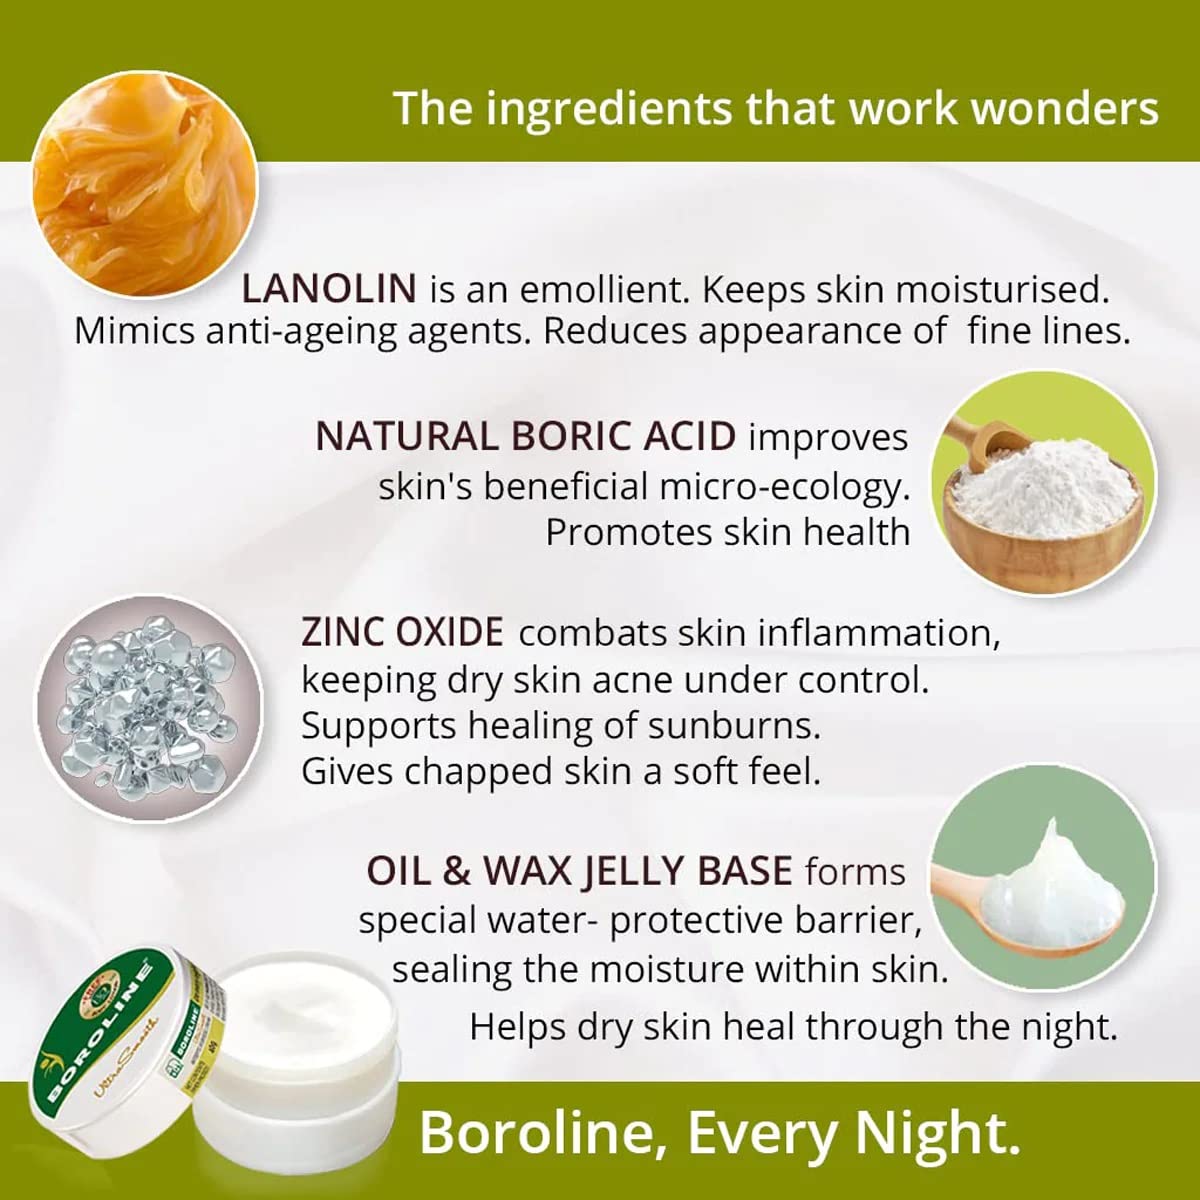 The ingredients that work wonders
LANOLIN is an emollient. Keeps skin moisturised.
Mimics anti-ageing agents. Reduces appearance of fine lines.
NATURAL BORIC ACID improves
skin's beneficial micro-ecology.
Promotes skin health
ZINC OXIDE combats skin inflammation,
keeping dry skin acne under control.
Supports healing of sunburns.
Gives chapped skin a soft feel.
OIL & WAX JELLY BASE forms
special water- protective barrier,
sealing the moisture within skin.
Helps dry skin heal through the night.
BOROLINE
UltraSmooth
BOROLINE
Boroline, Every Night.